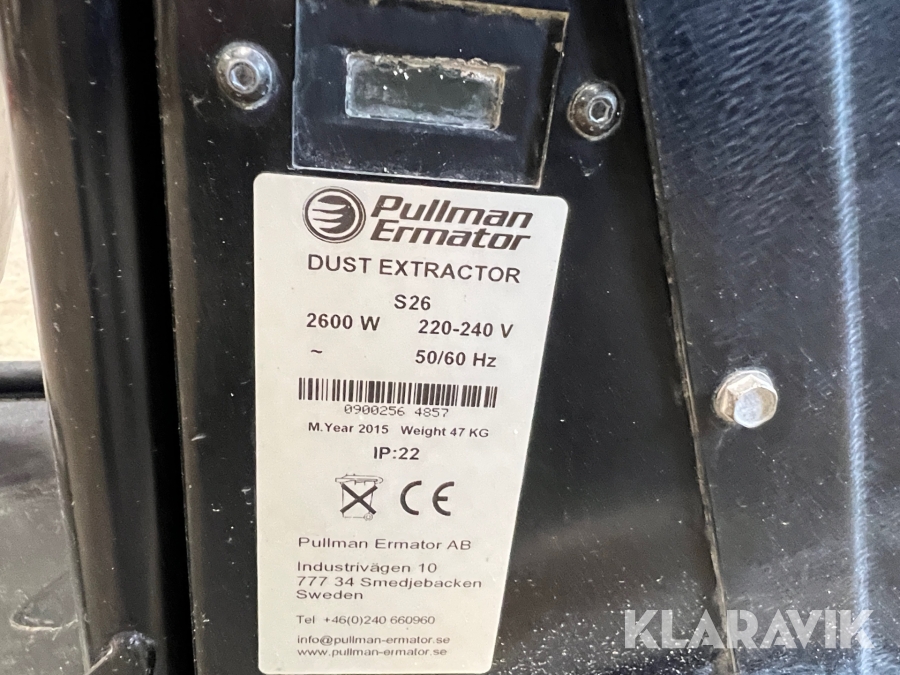 Pullman
Ermator
DUST EXTRACTOR
S26
2600 W 220-240 V
~ 50/60 Hz
0900256 4857
M.Year 2015 Weight 47 KG
IP:22
CE
Pullman Ermator AB
Industrivägen 10
777 34 Smedjebacken
Sweden
Tel +46(0)240 660960
info@pullman-ermator.se
www.pullman-ermator.se
KLARAVIK